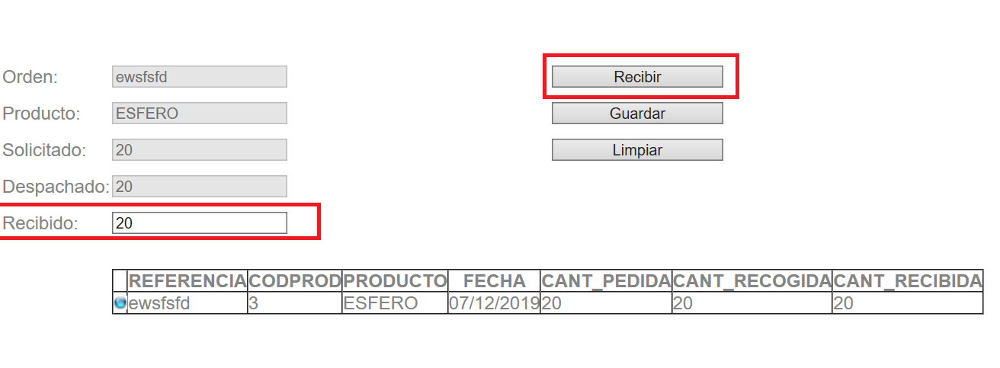 Orden: ewsfsfd Recibir
Producto: ESFERO Guardar
Solicitado: 20 Limpiar
Despachado: 20
Recibido: 20
REFERENCIA CODPROD PRODUCTO FECHA CANT_PEDIDA CANT_RECOGIDA CANT_RECIBIDA
ewsfsfd 3 ESFERO 07/12/2019 20 20 20